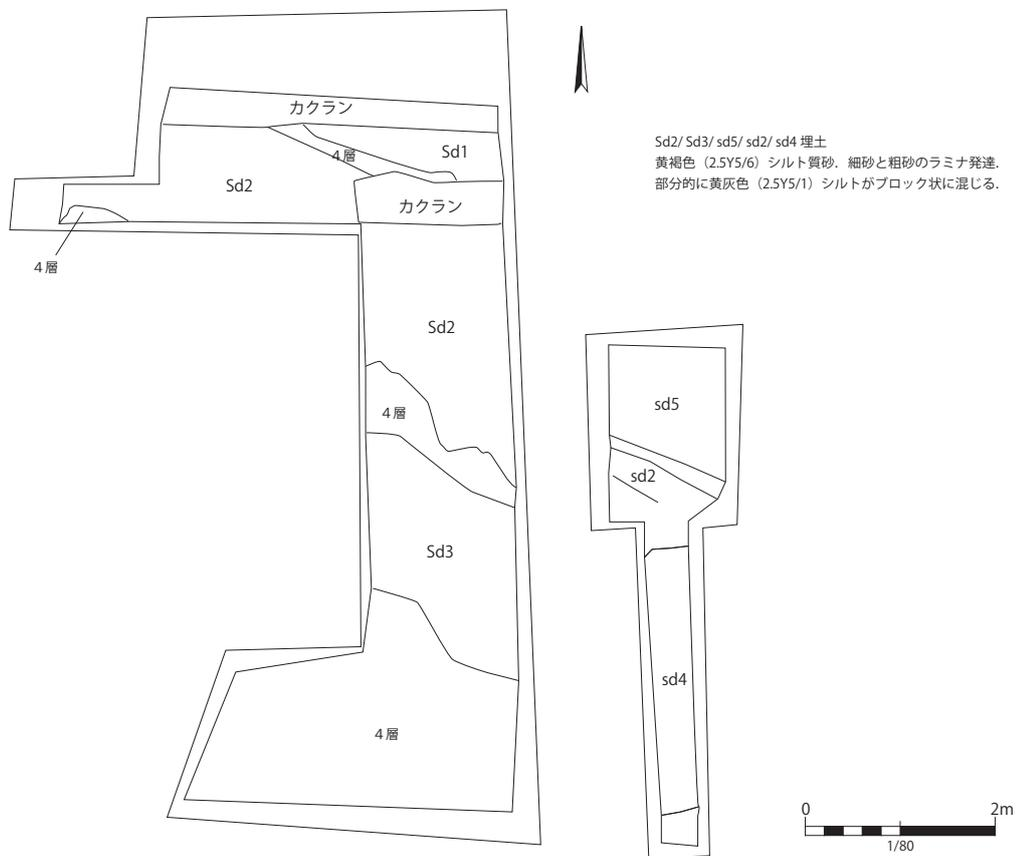 カクラン
４層
Sd1
Sd2
カクラン
４層
Sd2
４層
Sd3
４層
Sd2/ Sd3/ sd5/ sd2/ sd4 埋土
黄褐色（2.5Y5/6）シルト質砂．細砂と粗砂のラミナ発達．
部分的に黄灰色（2.5Y5/1）シルトがブロック状に混じる．
sd5
sd2
sd4
0 2m
1/80